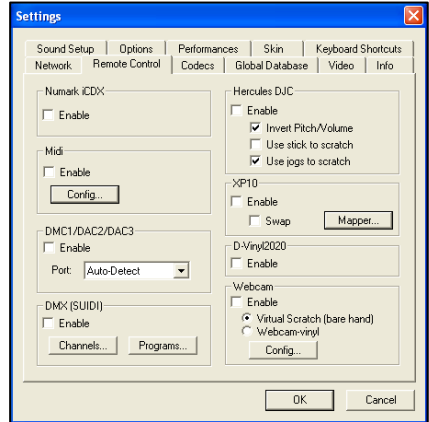 Settings
Sound Setup Options Performances Skin Keyboard Shortcuts
Network Remote Control Codecs Global Database Video Info
Numark iCDX
Enable
Midi
Enable
Config...
DMC1/DAC2/DAC3
Enable
Port: Auto-Detect
DMX (SUIDI)
Enable
Channels... Programs...
Hercules DJC
Enable
Invert Pitch/Volume
Use stick to scratch
Use jogs to scratch
XP10
Enable
Swap Mapper...
D-Vinyl2020
Enable
Webcam
Enable
Virtual Scratch (bare hand)
Webcam-vinyl
Config...
OK Cancel